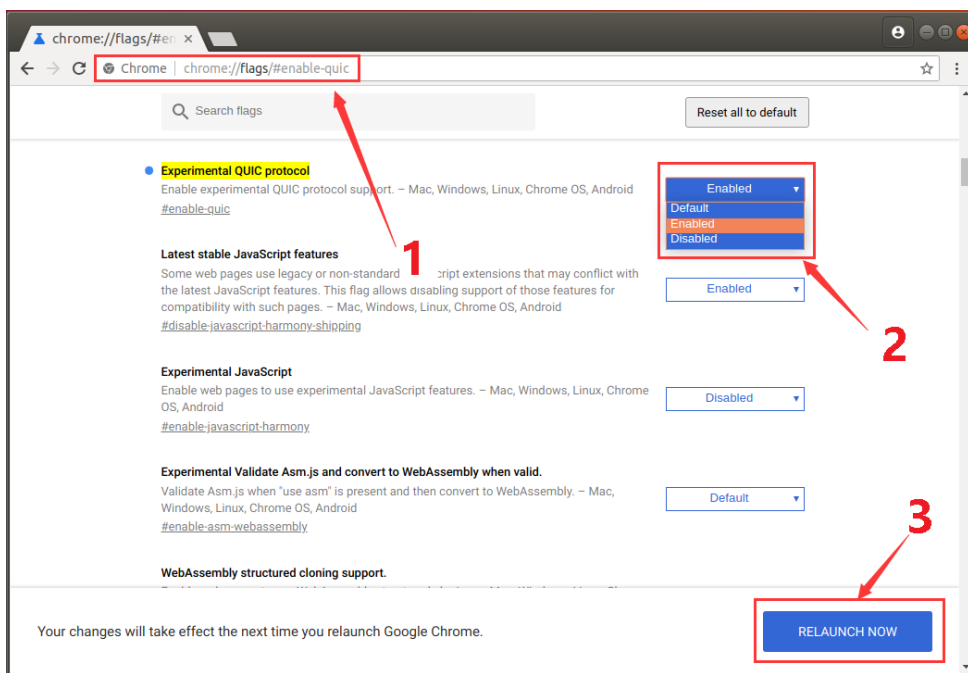 chrome://flags/#en
Chrome | chrome://flags/#enable-quic
Search flags
Reset all to default
Experimental QUIC protocol
Enable experimental QUIC protocol support. – Mac, Windows, Linux, Chrome OS, Android
#enable-quic
Enabled
Default
Enabled
Disabled
1
2
Latest stable JavaScript features
Some web pages use legacy or non-standard cript extensions that may conflict with
the latest JavaScript features. This flag allows disabling support of those features for
compatibility with such pages. – Mac, Windows, Linux, Chrome OS, Android
#disable-javascript-harmony-shipping
Enabled
Experimental JavaScript
Enable web pages to use experimental JavaScript features. – Mac, Windows, Linux, Chrome
OS, Android
#enable-javascript-harmony
Disabled
Experimental Validate Asm.js and convert to WebAssembly when valid.
Validate Asm.js when "use asm" is present and then convert to WebAssembly. – Mac,
Windows, Linux, Chrome OS, Android
#enable-asm-webassembly
Default
3
WebAssembly structured cloning support.
Your changes will take effect the next time you relaunch Google Chrome.
RELAUNCH NOW